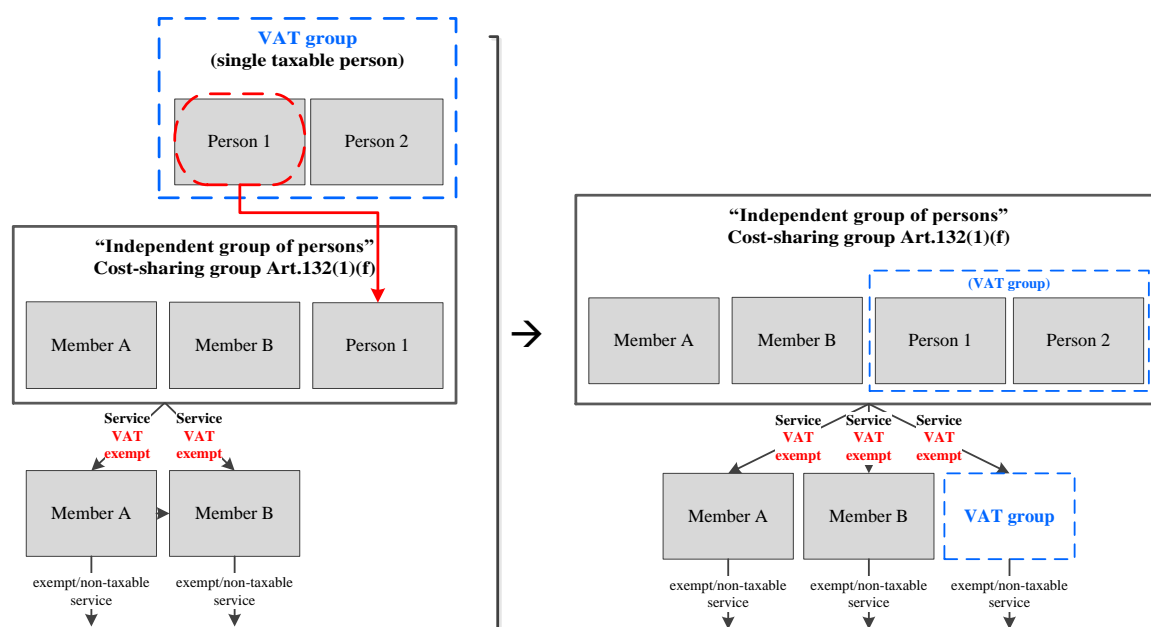 VAT group
(single taxable person)
Person 1
Person 2
“Independent group of persons”
Cost-sharing group Art.132(1)(f)
Member A
Member B
Person 1
Service
VAT
exempt
Service
VAT
exempt
Member A
Member B
exempt/non-taxable
service
exempt/non-taxable
service
→
“Independent group of persons”
Cost-sharing group Art.132(1)(f)
(VAT group)
Member A
Member B
Person 1
Person 2
Service
VAT
exempt
Service
VAT
exempt
Service
VAT
exempt
Member A
Member B
VAT group
exempt/non-taxable
service
exempt/non-taxable
service
exempt/non-taxable
service